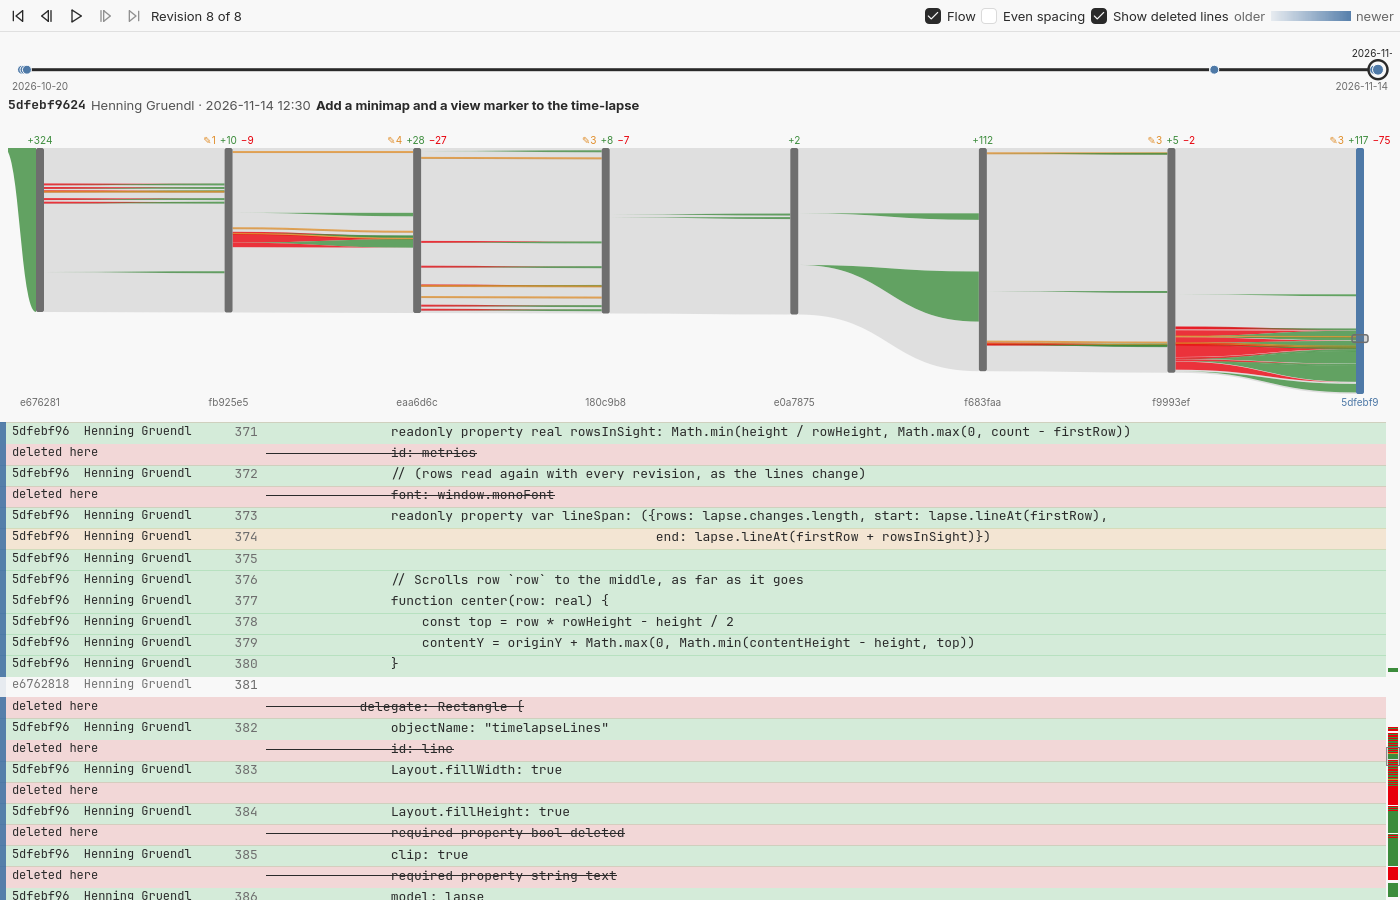 Revision 8 of 8 Flow Even spacing Show deleted lines older newer
2026-11-
2026-10-20 2026-11-14
5dfebf9624 Henning Gruendl · 2026-11-14 12:30 Add a minimap and a view marker to the time-lapse
+324 ✎1 +10 −9 ✎4 +28 −27 ✎3 +8 −7 +2 +112 ✎3 +5 −2 ✎3 +117 −75
e676281 fb925e5 eaa6d6c 180c9b8 e0a7875 f683faa f9993ef 5dfebf9
5dfebf96 Henning Gruendl 371 readonly property real rowsInSight: Math.min(height / rowHeight, Math.max(0, count - firstRow))
deleted here id: metrics
5dfebf96 Henning Gruendl 372 // (rows read again with every revision, as the lines change)
deleted here font: window.monoFont
5dfebf96 Henning Gruendl 373 readonly property var lineSpan: ({rows: lapse.changes.length, start: lapse.lineAt(firstRow),
5dfebf96 Henning Gruendl 374 end: lapse.lineAt(firstRow + rowsInSight)})
5dfebf96 Henning Gruendl 375
5dfebf96 Henning Gruendl 376 // Scrolls row `row` to the middle, as far as it goes
5dfebf96 Henning Gruendl 377 function center(row: real) {
5dfebf96 Henning Gruendl 378 const top = row * rowHeight - height / 2
5dfebf96 Henning Gruendl 379 contentY = originY + Math.max(0, Math.min(contentHeight - height, top))
5dfebf96 Henning Gruendl 380 }
e6762818 Henning Gruendl 381
deleted here delegate: Rectangle {
5dfebf96 Henning Gruendl 382 objectName: "timelapseLines"
deleted here id: line
5dfebf96 Henning Gruendl 383 Layout.fillWidth: true
deleted here
5dfebf96 Henning Gruendl 384 Layout.fillHeight: true
deleted here required property bool deleted
5dfebf96 Henning Gruendl 385 clip: true
deleted here required property string text
5dfebf96 Henning Gruendl 386 model: lapse